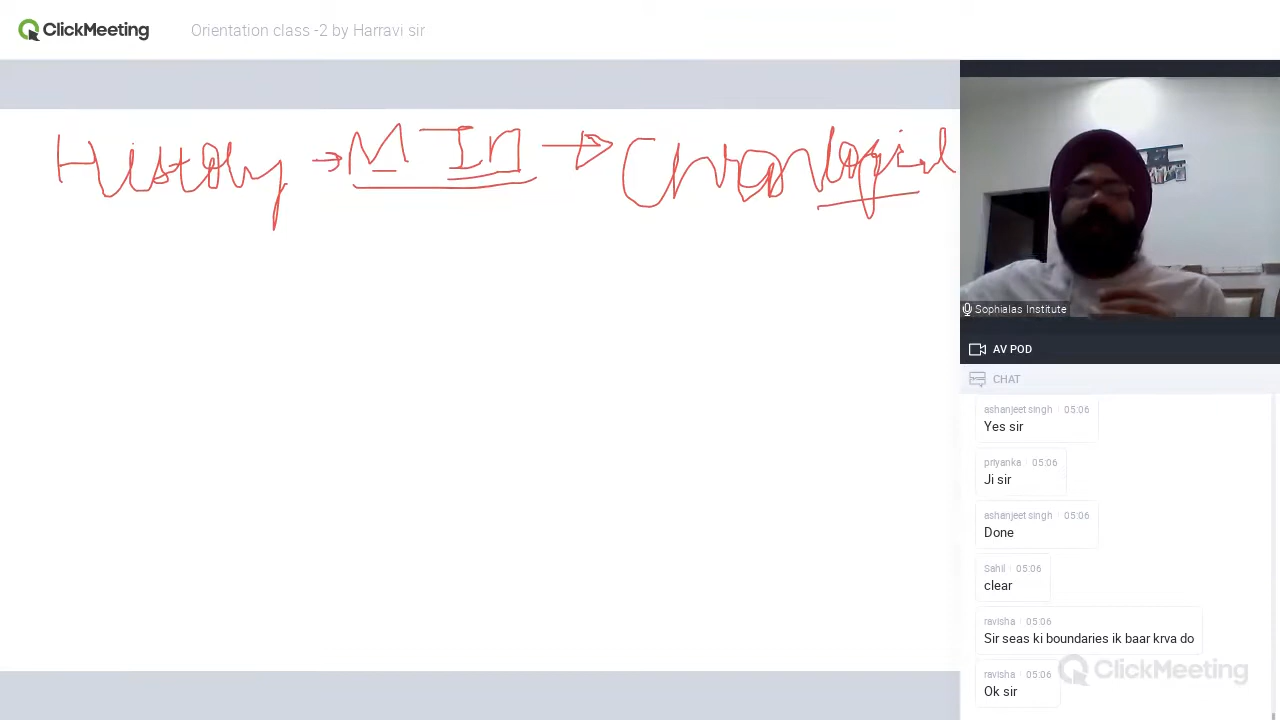 ClickMeeting
Orientation class -2 by Harravi sir
History → M → Chronlogical
Sophialas Institute
AV POD
CHAT
ashanjeet singh 05:06
Yes sir
priyanka 05:06
Ji sir
ashanjeet singh 05:06
Done
Sahil 05:06
clear
ravisha 05:06
Sir seas ki boundaries ik baar krva do
ravisha 05:06
Ok sir
ClickMeeting